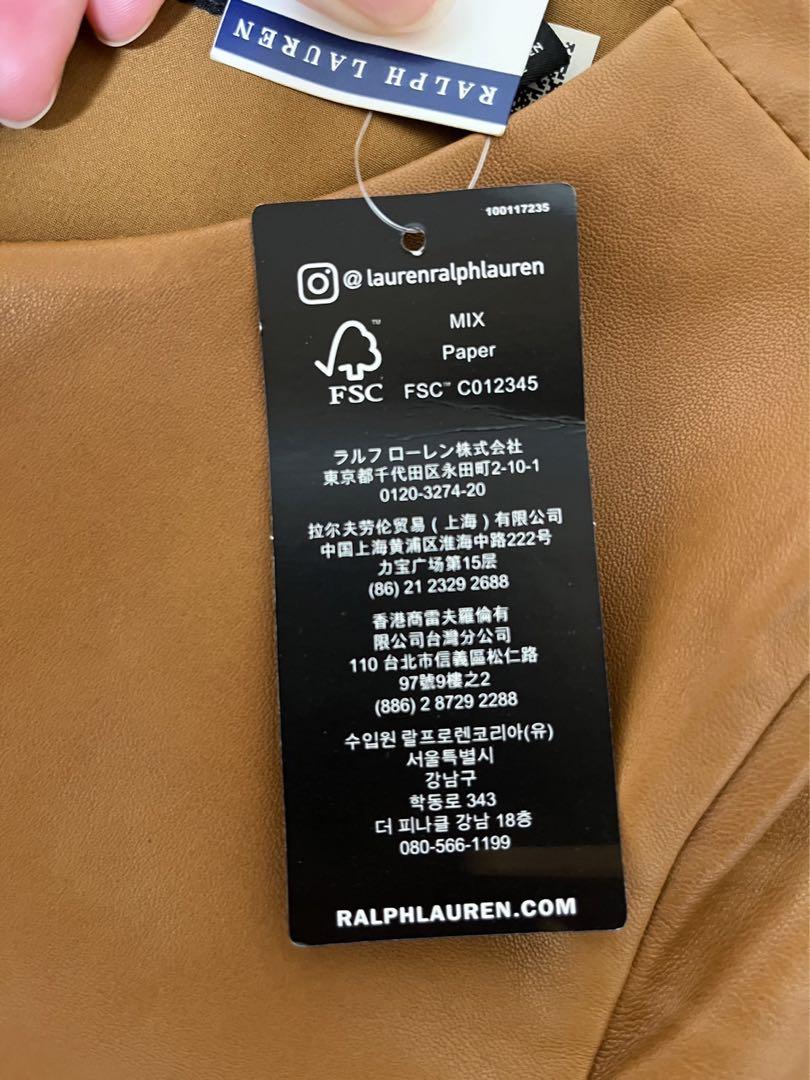 RALPH LAUREN
100117235
@laurenralphlauren
MIX
Paper
FSC™ C012345
FSC
ラルフ ローレン株式会社
東京都千代田区永田町2-10-1
0120-3274-20
拉尔夫劳伦贸易（上海）有限公司
中国上海黄浦区淮海中路222号
力宝广场第15层
(86) 21 2329 2688
香港商雷夫羅倫有
限公司台灣分公司
110 台北市信義區松仁路
97號9樓之2
(886) 2 8729 2288
수입원 랄프로렌코리아(유)
서울특별시
강남구
학동로 343
더 피나클 강남 18층
080-566-1199
RALPHLAUREN.COM